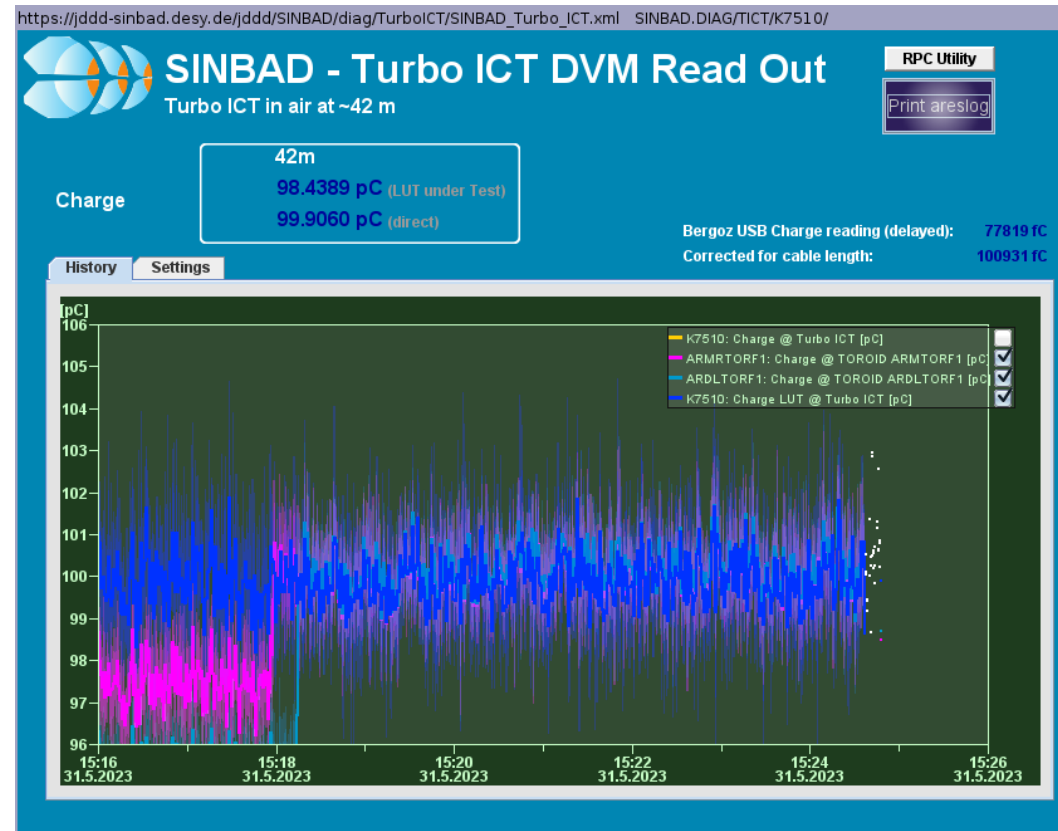 https://jddd-sinbad.desy.de/jddd/SINBAD/diag/TurboICT/SINBAD_Turbo_ICT.xml SINBAD.DIAG/TICT/K7510/
SINBAD - Turbo ICT DVM Read Out
RPC Utility
Turbo ICT in air at ~42 m
Print areslog
42m
Charge
98.4389 pC (LUT under Test)
99.9060 pC (direct)
Bergoz USB Charge reading (delayed): 77819 fC
Corrected for cable length: 100931 fC
History Settings
[pC]
106
105
104
103
102
101
100
99
98
97
96
K7510: Charge @ Turbo ICT [pC]
ARMRTORF1: Charge @ TOROID ARMTORF1 [pC]
ARDLTORF1: Charge @ TOROID ARDLTORF1 [pC]
K7510: Charge LUT @ Turbo ICT [pC]
15:16 15:18 15:20 15:22 15:24 15:26
31.5.2023 31.5.2023 31.5.2023 31.5.2023 31.5.2023 31.5.2023